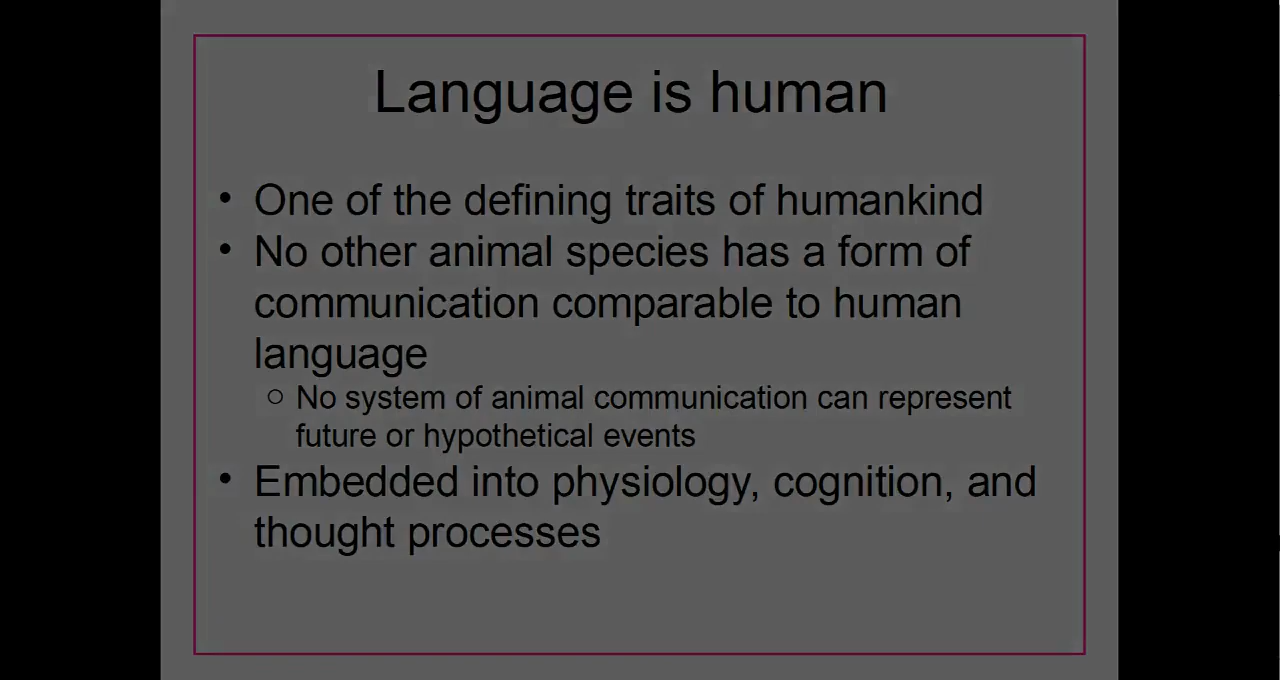 Language is human
• One of the defining traits of humankind
• No other animal species has a form of
communication comparable to human
language
○ No system of animal communication can represent
future or hypothetical events
• Embedded into physiology, cognition, and
thought processes